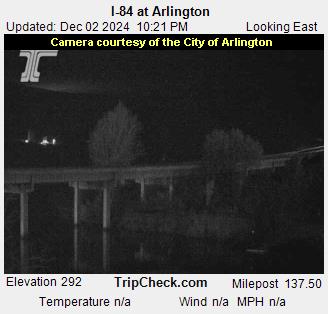 I-84 at Arlington
Updated: Dec 02 2024 10:21 PM Looking East
Camera courtesy of the City of Arlington
Elevation 292 TripCheck.com Milepost 137.50
Temperature n/a Wind n/a MPH n/a